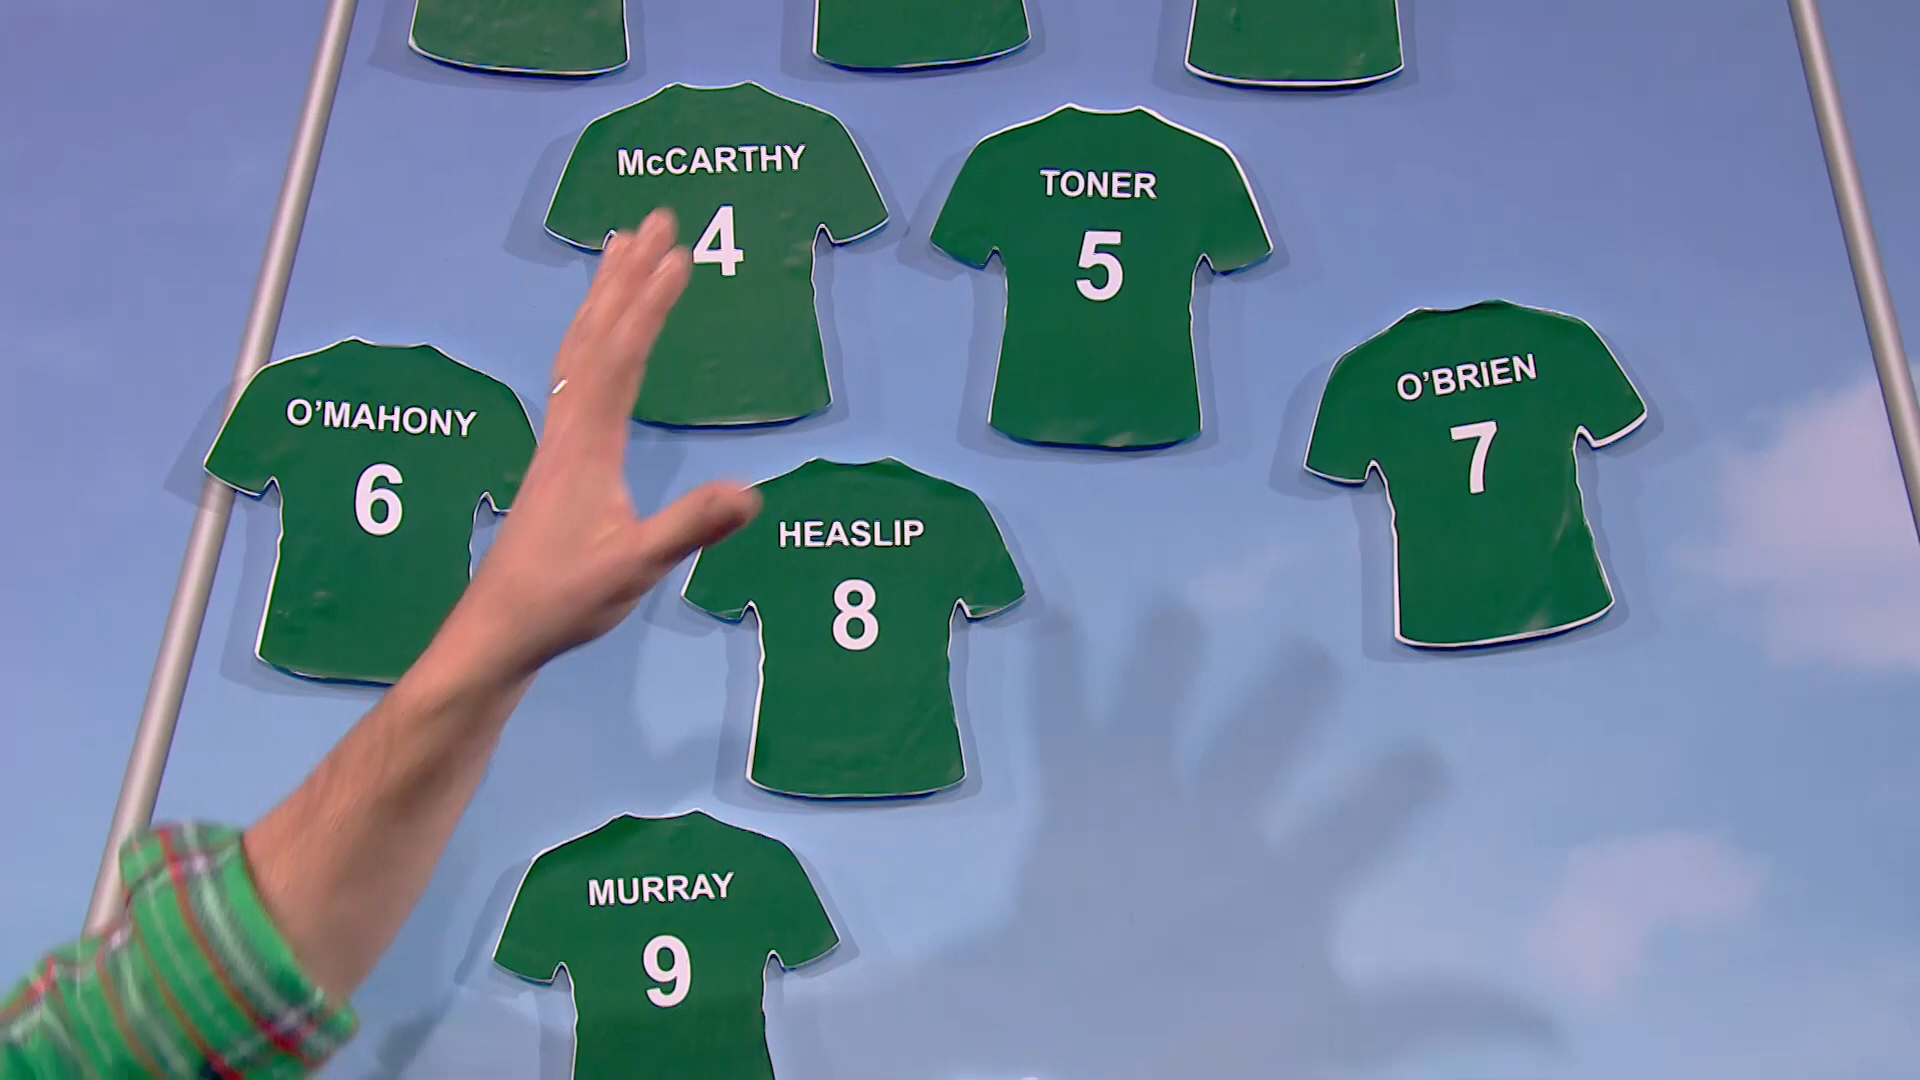 McCARTHY
4
TONER
5
O'MAHONY
6
O'BRIEN
7
HEASLIP
8
MURRAY
9